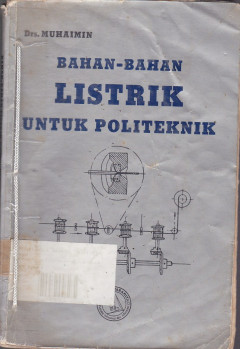 Drs. MUHAIMIN
BAHAN-BAHAN
LISTRIK
UNTUK POLITEKNIK